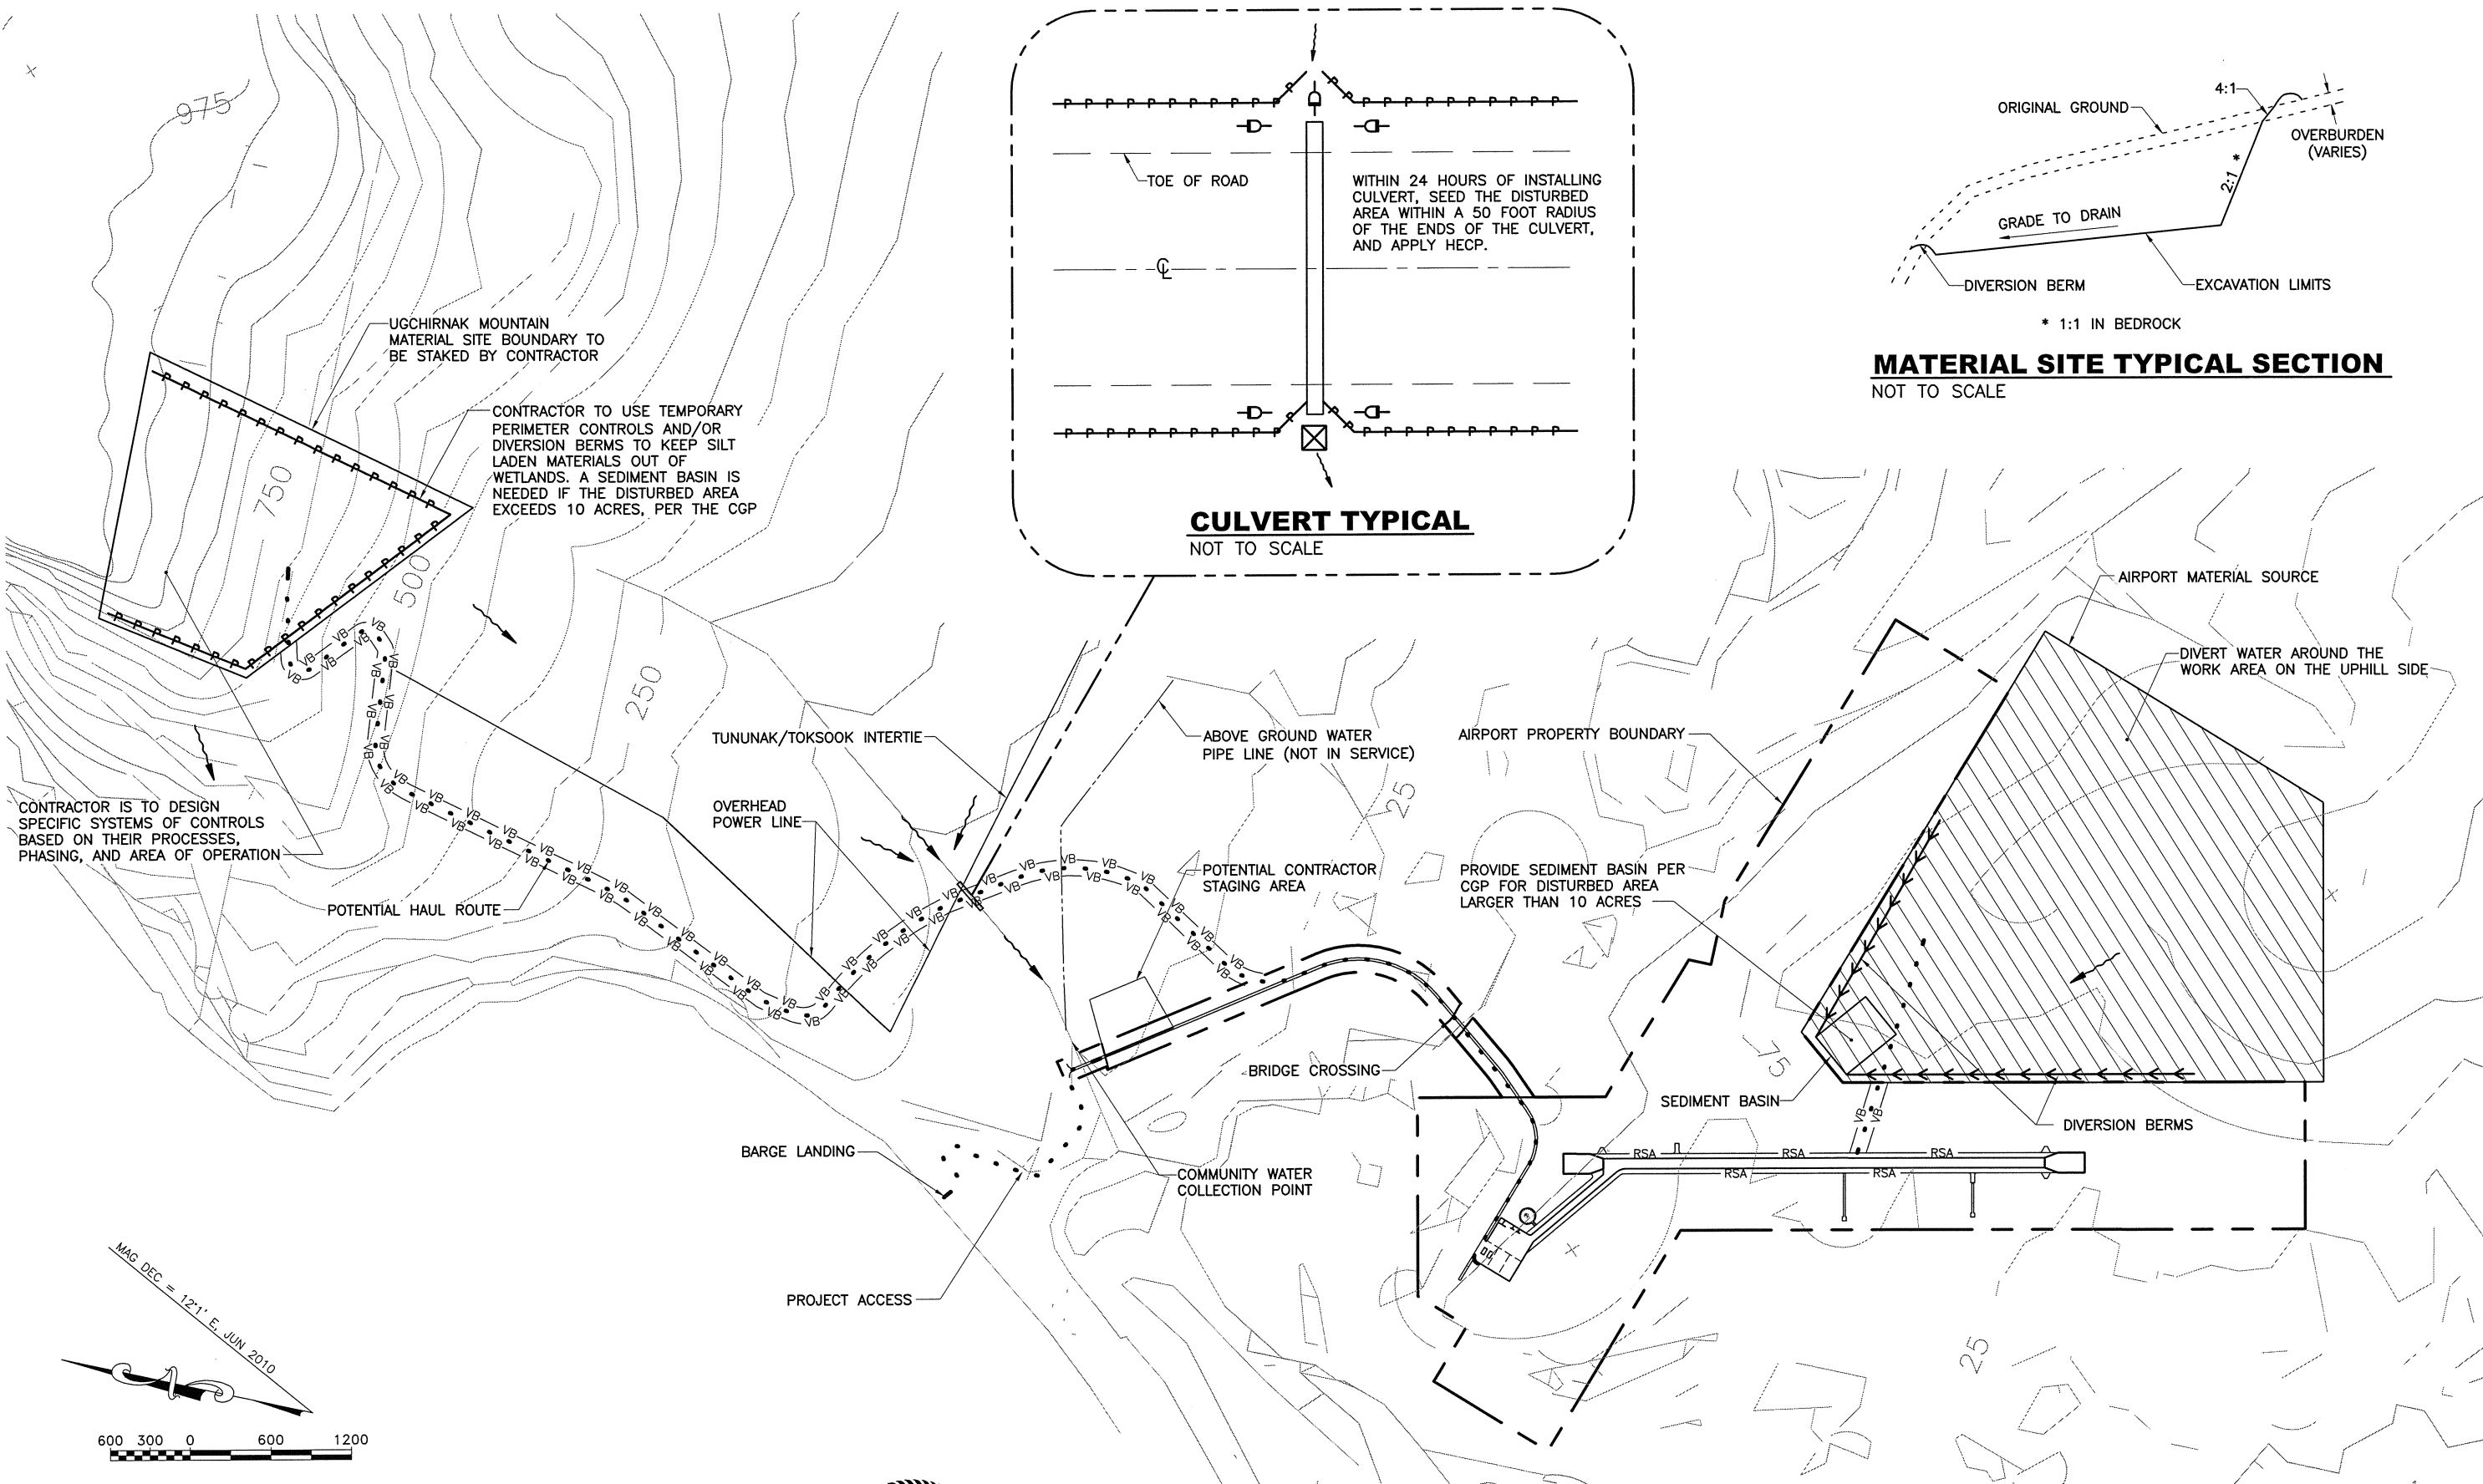 975
UGCHIRNAK MOUNTAIN
MATERIAL SITE BOUNDARY TO
BE STAKED BY CONTRACTOR
CONTRACTOR TO USE TEMPORARY
PERIMETER CONTROLS AND/OR
DIVERSION BERMS TO KEEP SILT
LADEN MATERIALS OUT OF
WETLANDS. A SEDIMENT BASIN IS
NEEDED IF THE DISTURBED AREA
EXCEEDS 10 ACRES, PER THE CGP
750
500
250
TOE OF ROAD
WITHIN 24 HOURS OF INSTALLING
CULVERT, SEED THE DISTURBED
AREA WITHIN A 50 FOOT RADIUS
OF THE ENDS OF THE CULVERT,
AND APPLY HECP.
CL
CULVERT TYPICAL
NOT TO SCALE
ORIGINAL GROUND
4:1
OVERBURDEN
(VARIES)
2:1 *
GRADE TO DRAIN
DIVERSION BERM
EXCAVATION LIMITS
* 1:1 IN BEDROCK
MATERIAL SITE TYPICAL SECTION
NOT TO SCALE
AIRPORT MATERIAL SOURCE
DIVERT WATER AROUND THE
WORK AREA ON THE UPHILL SIDE
TUNUNAK/TOKSOOK INTERTIE
ABOVE GROUND WATER
PIPE LINE (NOT IN SERVICE)
AIRPORT PROPERTY BOUNDARY
25
CONTRACTOR IS TO DESIGN
SPECIFIC SYSTEMS OF CONTROLS
BASED ON THEIR PROCESSES,
PHASING, AND AREA OF OPERATION
OVERHEAD
POWER LINE
POTENTIAL CONTRACTOR
STAGING AREA
PROVIDE SEDIMENT BASIN PER
CGP FOR DISTURBED AREA
LARGER THAN 10 ACRES
POTENTIAL HAUL ROUTE
VB
BRIDGE CROSSING
75
SEDIMENT BASIN
DIVERSION BERMS
VB VB
BARGE LANDING
COMMUNITY WATER
COLLECTION POINT
RSA RSA RSA
RSA RSA
PROJECT ACCESS
25
MAG DEC = 12°1' E, JUN 2010
N
600 300 0 600 1200